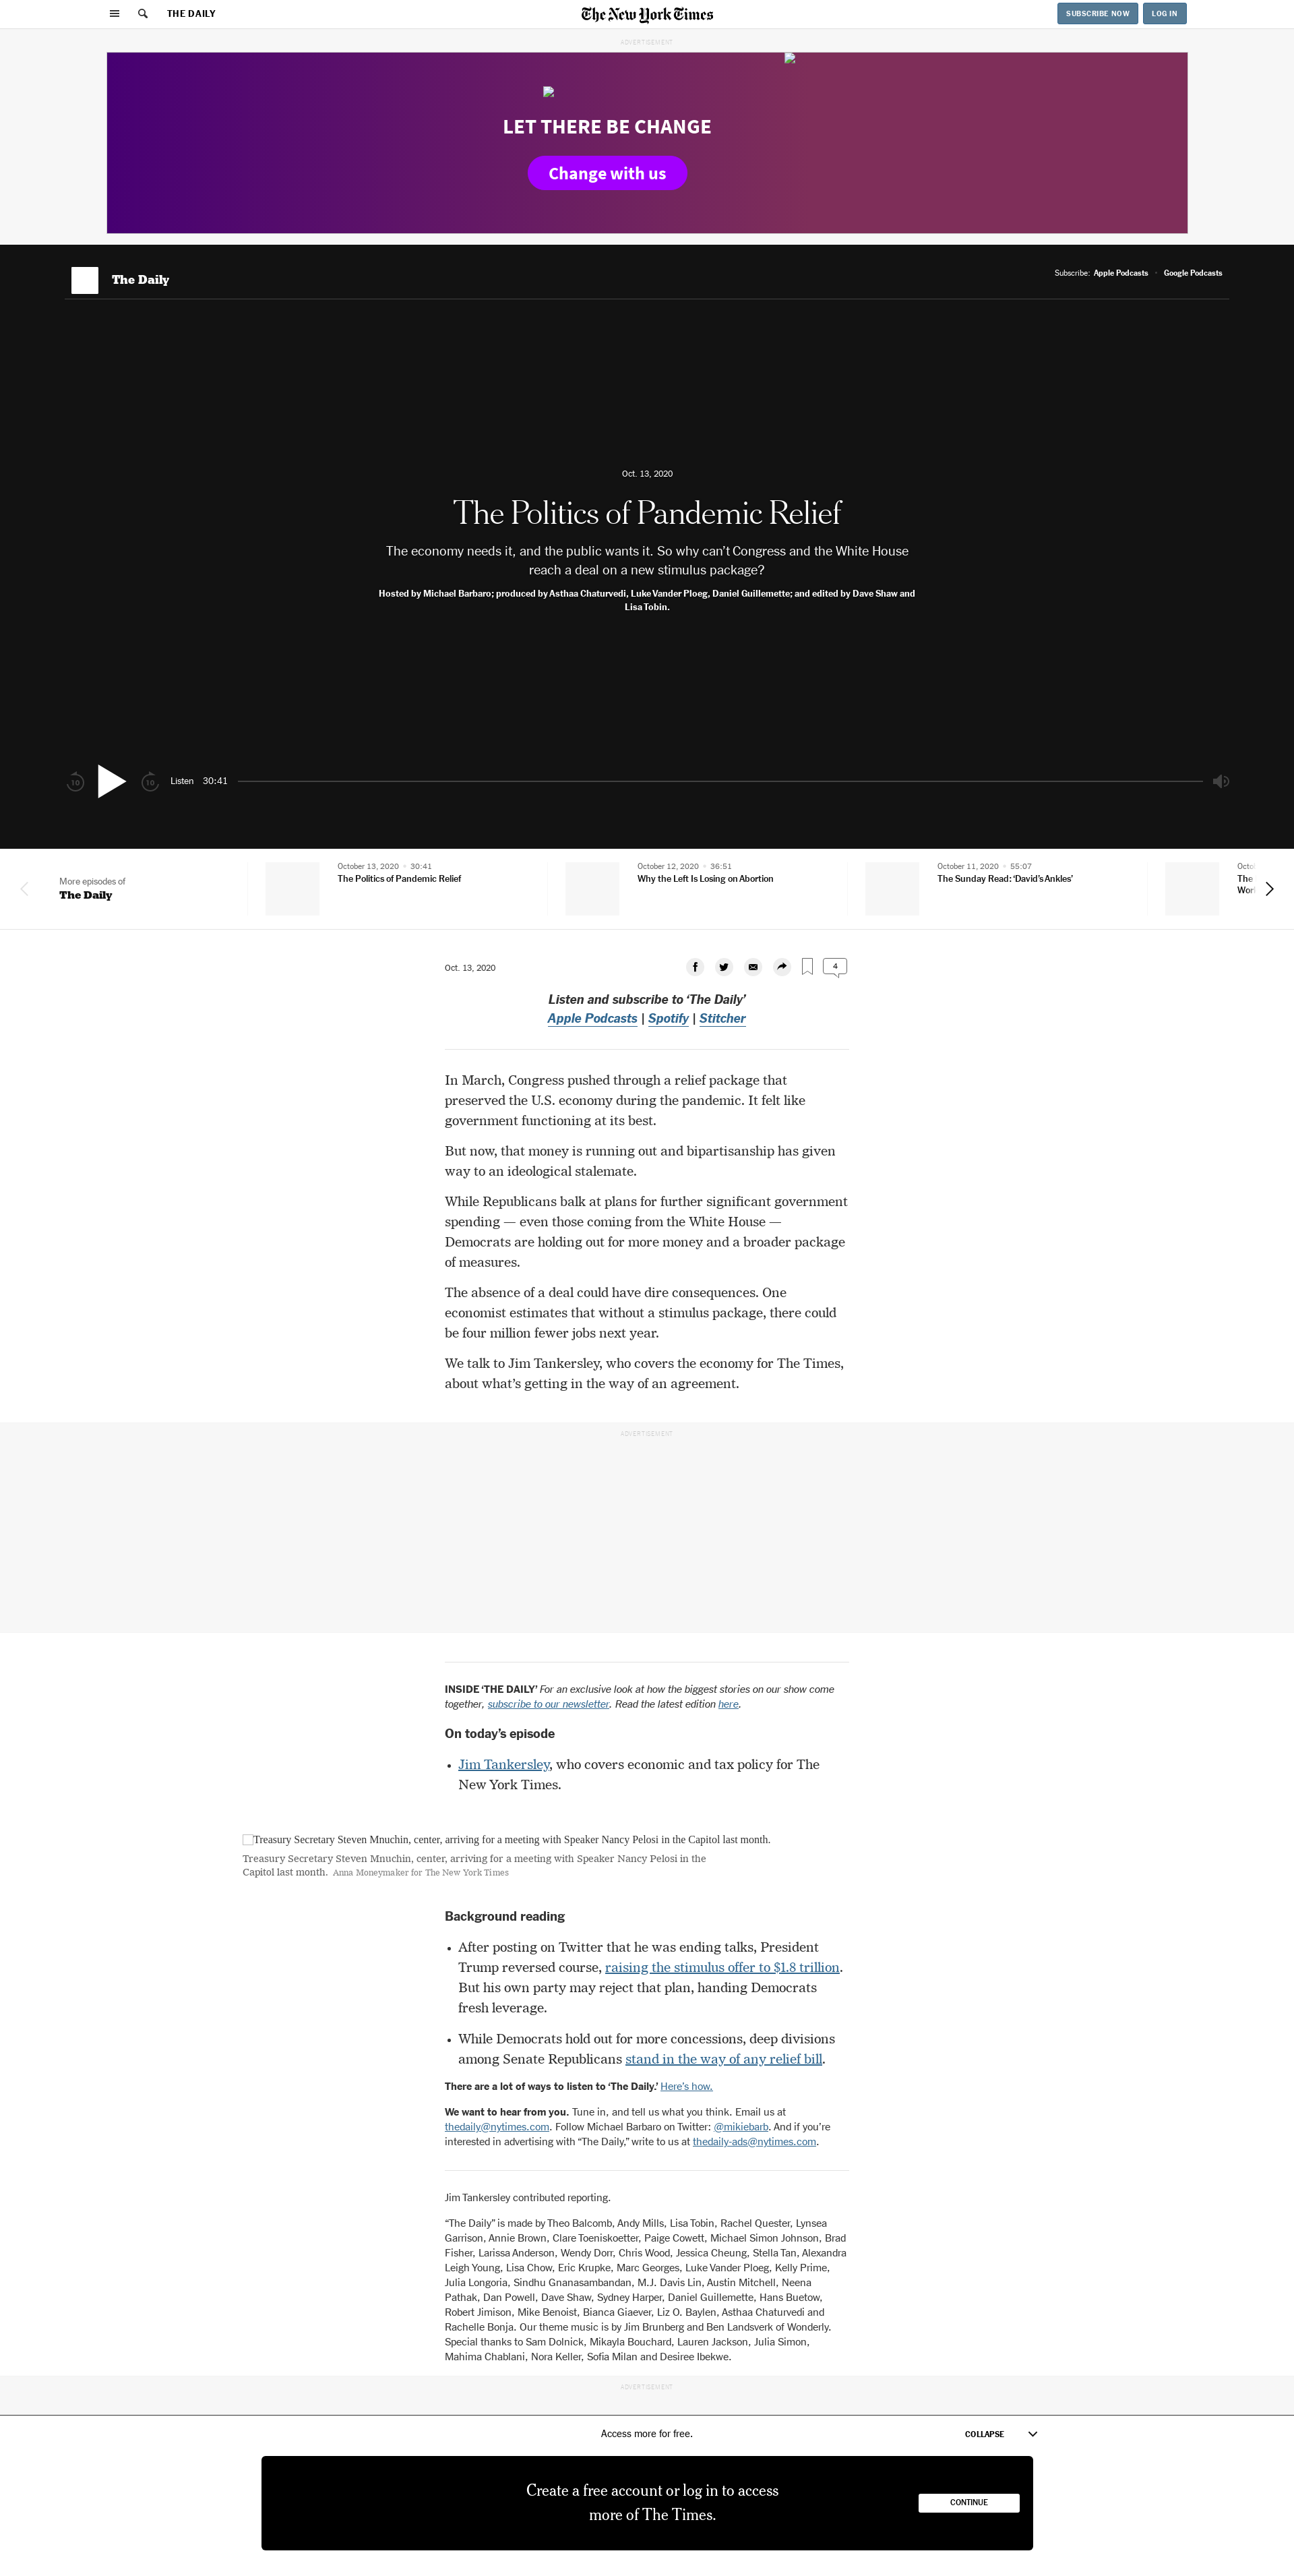 THE DAILY
The New York Times
SUBSCRIBE NOW
LOG IN
ADVERTISEMENT
LET THERE BE CHANGE
Change with us
The Daily
Subscribe: Apple Podcasts • Google Podcasts
Oct. 13, 2020
The Politics of Pandemic Relief
The economy needs it, and the public wants it. So why can’t Congress and the White House
reach a deal on a new stimulus package?
Hosted by Michael Barbaro; produced by Asthaa Chaturvedi, Luke Vander Ploeg, Daniel Guillemette; and edited by Dave Shaw and
Lisa Tobin.
10
10
Listen 30:41
More episodes of
The Daily
October 13, 2020 • 30:41
The Politics of Pandemic Relief
October 12, 2020 • 36:51
Why the Left Is Losing on Abortion
October 11, 2020 • 55:07
The Sunday Read: ‘David’s Ankles’
The
Oct. 13, 2020
4
Listen and subscribe to ‘The Daily’
Apple Podcasts | Spotify | Stitcher
In March, Congress pushed through a relief package that
preserved the U.S. economy during the pandemic. It felt like
government functioning at its best.
But now, that money is running out and bipartisanship has given
way to an ideological stalemate.
While Republicans balk at plans for further significant government
spending — even those coming from the White House —
Democrats are holding out for more money and a broader package
of measures.
The absence of a deal could have dire consequences. One
economist estimates that without a stimulus package, there could
be four million fewer jobs next year.
We talk to Jim Tankersley, who covers the economy for The Times,
about what’s getting in the way of an agreement.
ADVERTISEMENT
INSIDE ‘THE DAILY’ For an exclusive look at how the biggest stories on our show come
together, subscribe to our newsletter. Read the latest edition here.
On today’s episode
• Jim Tankersley, who covers economic and tax policy for The
New York Times.
Treasury Secretary Steven Mnuchin, center, arriving for a meeting with Speaker Nancy Pelosi in the Capitol last month.
Treasury Secretary Steven Mnuchin, center, arriving for a meeting with Speaker Nancy Pelosi in the
Capitol last month. Anna Moneymaker for The New York Times
Background reading
• After posting on Twitter that he was ending talks, President
Trump reversed course, raising the stimulus offer to $1.8 trillion.
But his own party may reject that plan, handing Democrats
fresh leverage.
• While Democrats hold out for more concessions, deep divisions
among Senate Republicans stand in the way of any relief bill.
There are a lot of ways to listen to ‘The Daily.’ Here’s how.
We want to hear from you. Tune in, and tell us what you think. Email us at
thedaily@nytimes.com. Follow Michael Barbaro on Twitter: @mikiebarb. And if you’re
interested in advertising with “The Daily,” write to us at thedaily-ads@nytimes.com.
Jim Tankersley contributed reporting.
“The Daily” is made by Theo Balcomb, Andy Mills, Lisa Tobin, Rachel Quester, Lynsea
Garrison, Annie Brown, Clare Toeniskoetter, Paige Cowett, Michael Simon Johnson, Brad
Fisher, Larissa Anderson, Wendy Dorr, Chris Wood, Jessica Cheung, Stella Tan, Alexandra
Leigh Young, Lisa Chow, Eric Krupke, Marc Georges, Luke Vander Ploeg, Kelly Prime,
Julia Longoria, Sindhu Gnanasambandan, M.J. Davis Lin, Austin Mitchell, Neena
Pathak, Dan Powell, Dave Shaw, Sydney Harper, Daniel Guillemette, Hans Buetow,
Robert Jimison, Mike Benoist, Bianca Giaever, Liz O. Baylen, Asthaa Chaturvedi and
Rachelle Bonja. Our theme music is by Jim Brunberg and Ben Landsverk of Wonderly.
Special thanks to Sam Dolnick, Mikayla Bouchard, Lauren Jackson, Julia Simon,
Mahima Chablani, Nora Keller, Sofia Milan and Desiree Ibekwe.
ADVERTISEMENT
Access more for free.
COLLAPSE
Create a free account or log in to access
more of The Times.
CONTINUE